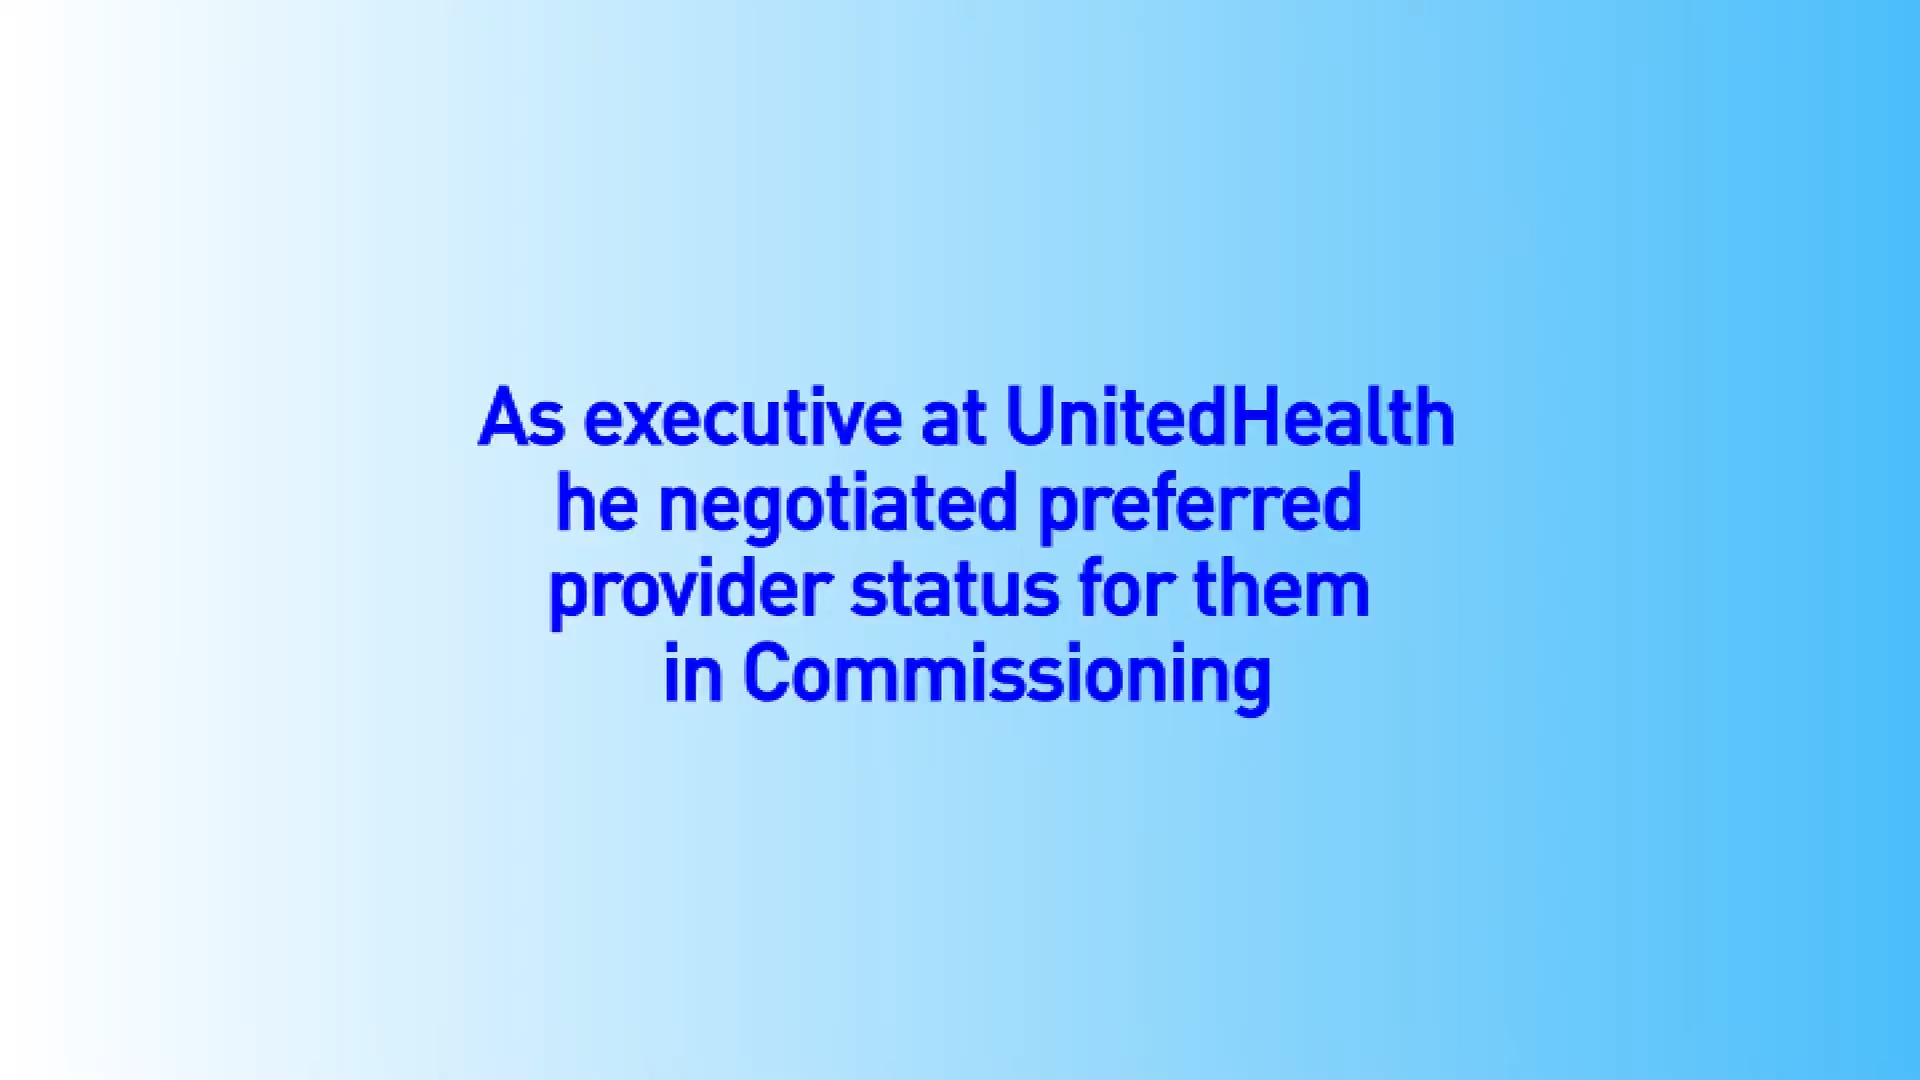 As executive at UnitedHealth
he negotiated preferred
provider status for them
in Commissioning